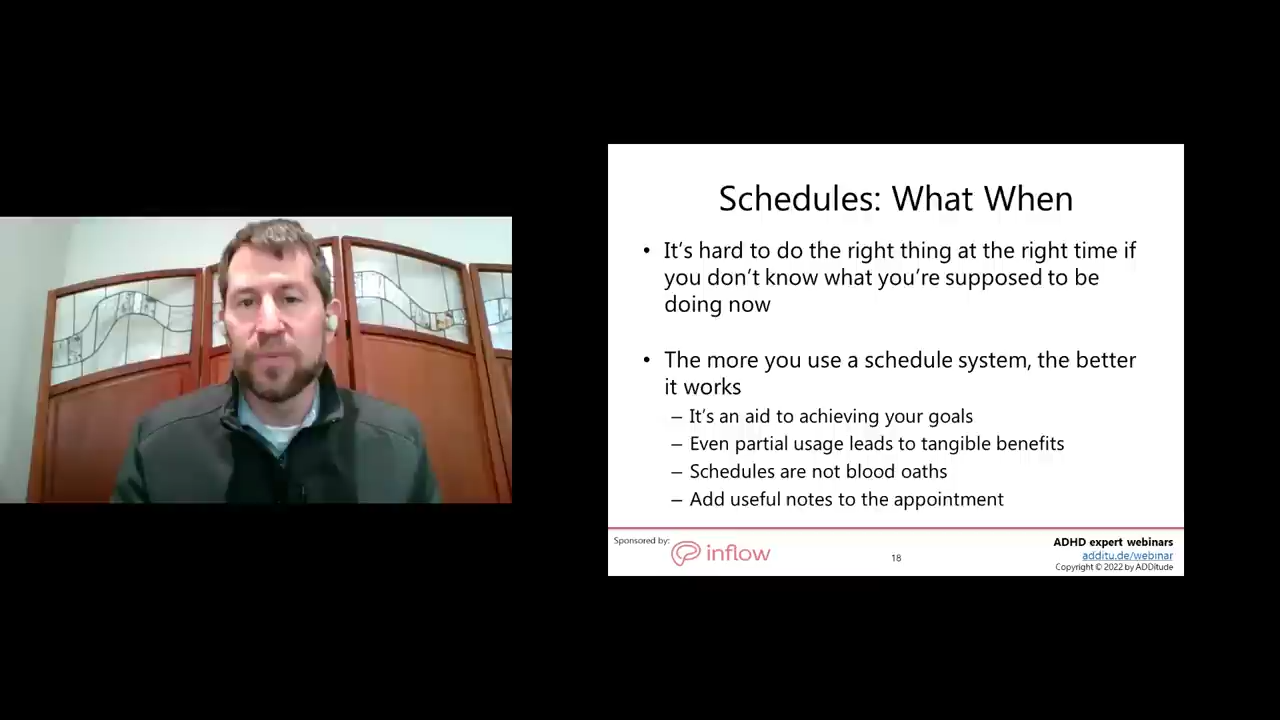 Schedules: What When
• It's hard to do the right thing at the right time if
you don't know what you're supposed to be
doing now
• The more you use a schedule system, the better
it works
– It's an aid to achieving your goals
– Even partial usage leads to tangible benefits
– Schedules are not blood oaths
– Add useful notes to the appointment
Sponsored by:
inflow
18
ADHD expert webinars
additu.de/webinar
Copyright © 2022 by ADDitude